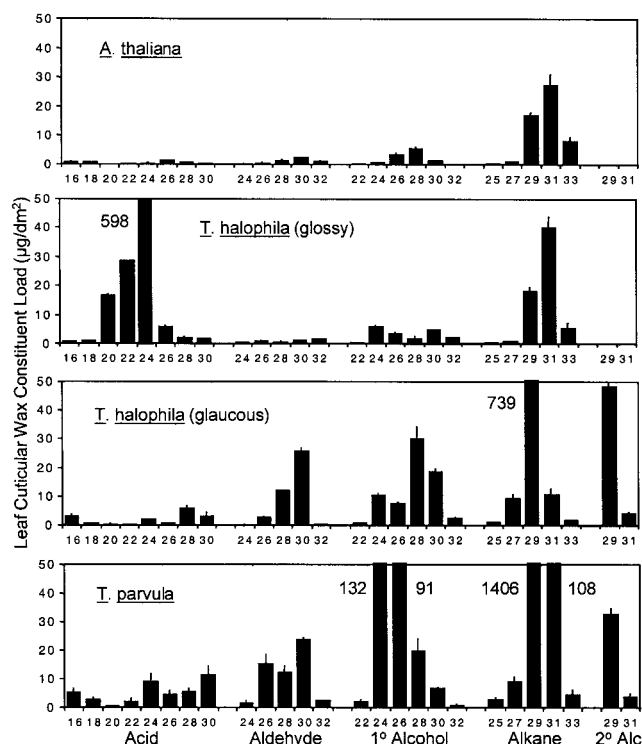 Leaf Cuticular Wax Constituent Load (µg/dm²)
50
40
30
20
10
0
A. thaliana
16 18 22 24 26 28 30 24 26 28 30 32 22 24 26 28 30 32 25 27 29 31 33 29 31
50
40
30
20
10
0
598
T. halophila (glossy)
16 18 20 22 24 26 28 30 24 26 28 30 32 22 24 26 28 30 32 25 27 29 31 33 29 31
50
40
30
20
10
0
T. halophila (glaucous)
739
16 18 20 22 24 26 28 30 24 26 28 30 32 22 24 26 28 30 32 25 27 29 31 33 29 31
50
40
30
20
10
0
T. parvula
132 91 1406 108
16 18 20 22 24 26 28 30 24 26 28 30 32 22 24 26 28 30 32 25 27 29 31 33 29 31
Acid Aldehyde 1º Alcohol Alkane 2º Alc